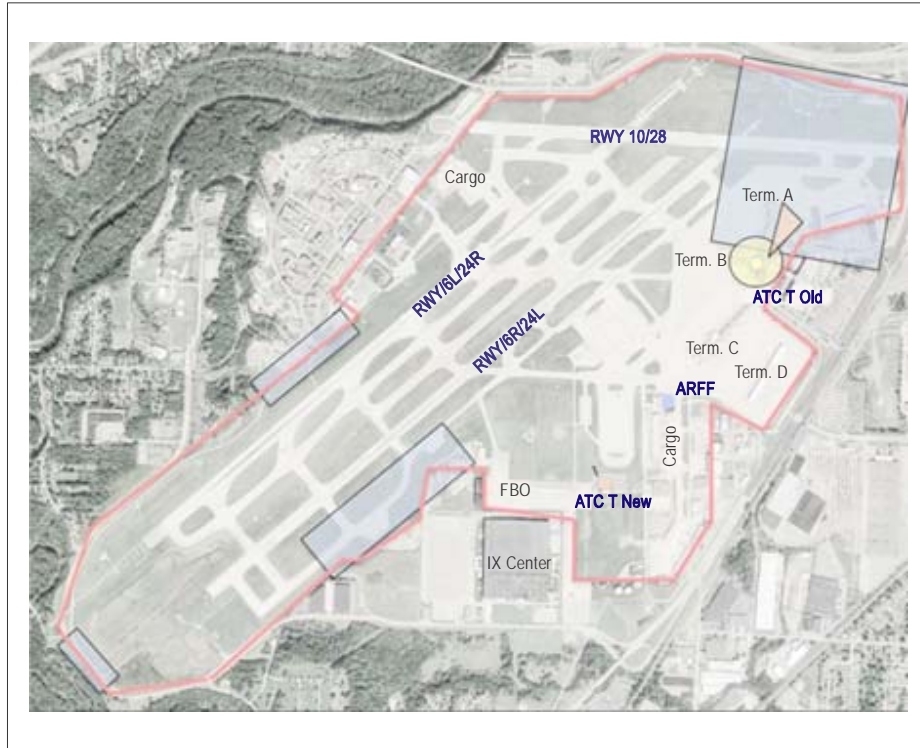 RWY 10/28
Cargo
Term. A
Term. B
RWY/6L/24R
ATC T Old
RWY/6R/24L
Term. C
Term. D
ARFF
Cargo
FBO
ATC T New
IX Center